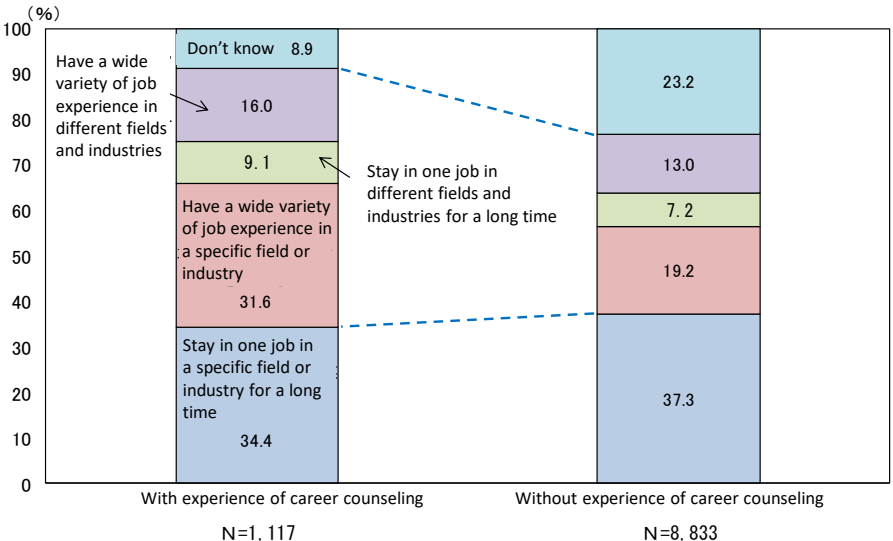 (%)
100
90
80
70
60
50
40
30
20
10
0
Have a wide
variety of job
experience in
different fields
and industries
Don't know 8.9
16.0
9.1
Have a wide variety
of job experience in
a specific field or
industry
31.6
Stay in one job in
a specific field or
industry for a long
time
34.4
Stay in one job in
different fields and
industries for a long time
23.2
13.0
7.2
19.2
37.3
With experience of career counseling
N=1,117
Without experience of career counseling
N=8,833